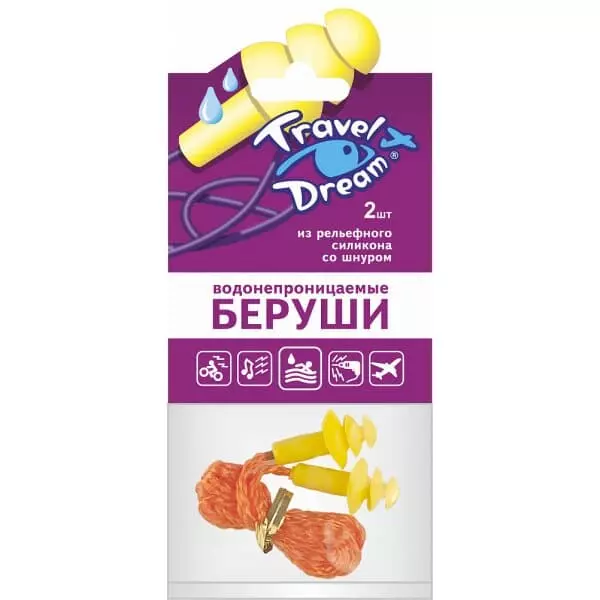 Travel
Dream®
2шт
из рельефного
силикона
со шнуром
водонепроницаемые
БЕРУШИ